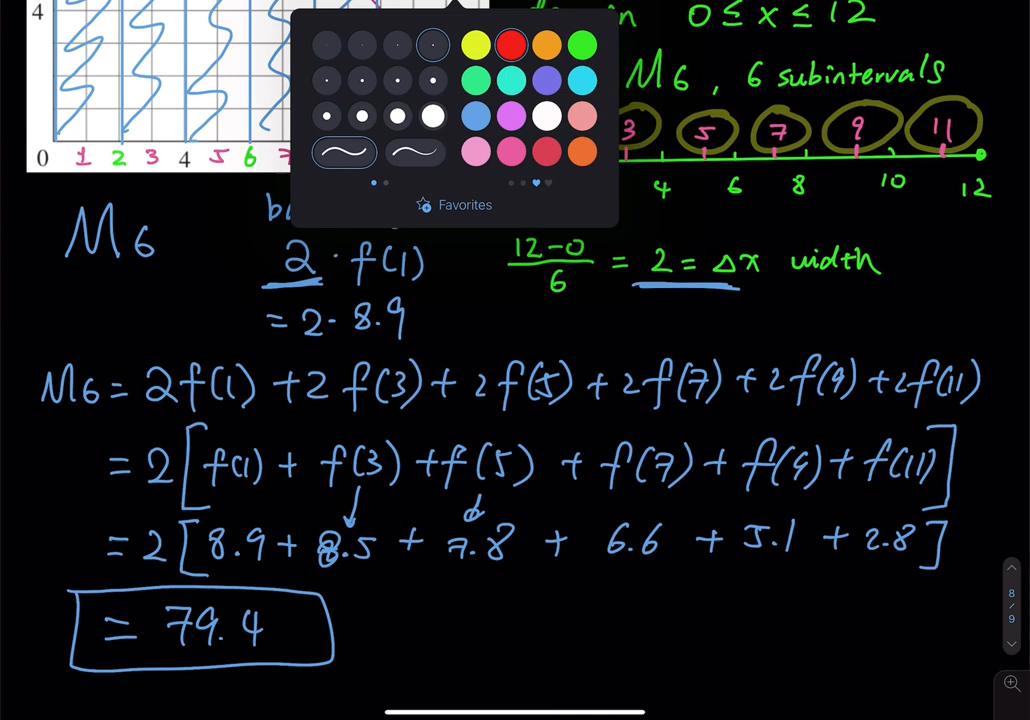 0 ≤ x ≤ 12
4
M6 , 6 subintervals
3 5 7 9 11
0 1 2 3 4 5 6 7
4 6 8 10 12
Favorites
M6
2 · f(1)
12-0/6 = 2 = Δx width
= 2 · 8.9
M6 = 2f(1) + 2f(3) + 2f(5) + 2f(7) + 2f(9) + 2f(11)
= 2[f(1) + f(3) + f(5) + f(7) + f(9) + f(11)]
= 2[8.9 + 8.5 + 7.8 + 6.6 + 5.1 + 2.8]
= 79.4
8
/
9